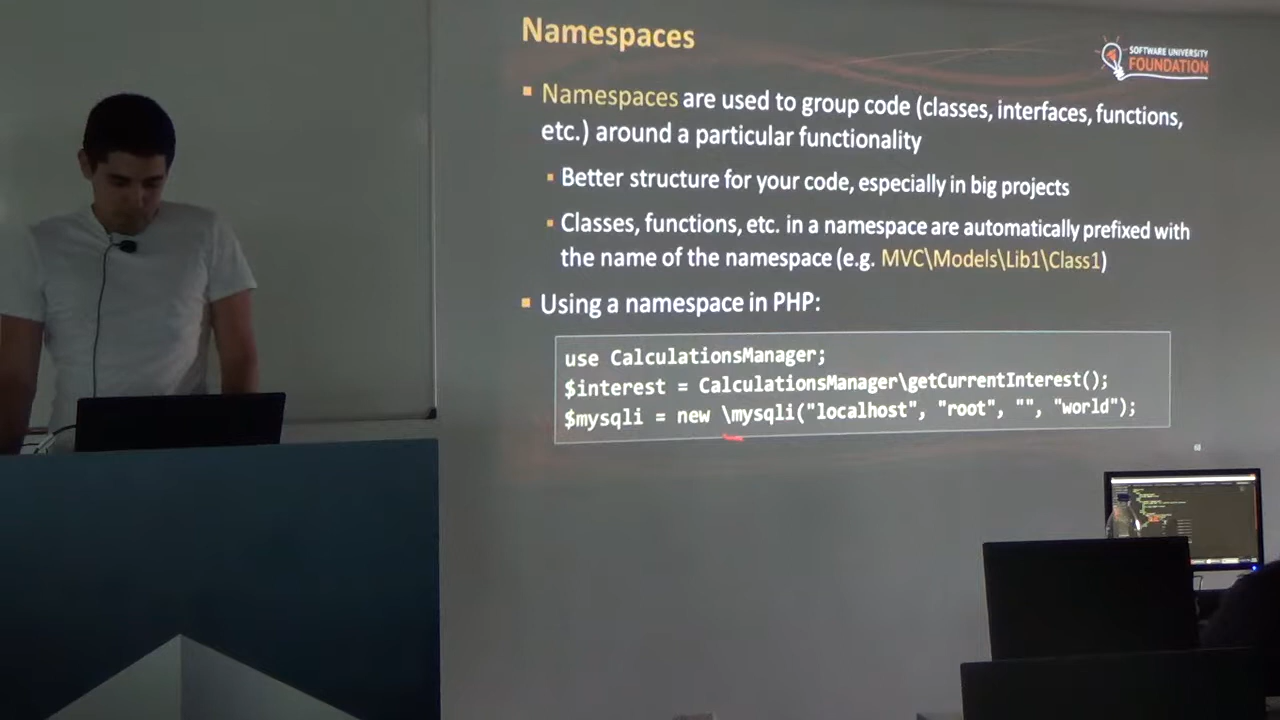 Namespaces
SOFTWARE UNIVERSITY
FOUNDATION
Namespaces are used to group code (classes, interfaces, functions,
etc.) around a particular functionality
Better structure for your code, especially in big projects
Classes, functions, etc. in a namespace are automatically prefixed with
the name of the namespace (e.g. MVC\Models\Lib1\Class1)
Using a namespace in PHP:
use CalculationsManager;
$interest = CalculationsManager\getCurrentInterest();
$mysqli = new \mysqli("localhost", "root", "", "world");